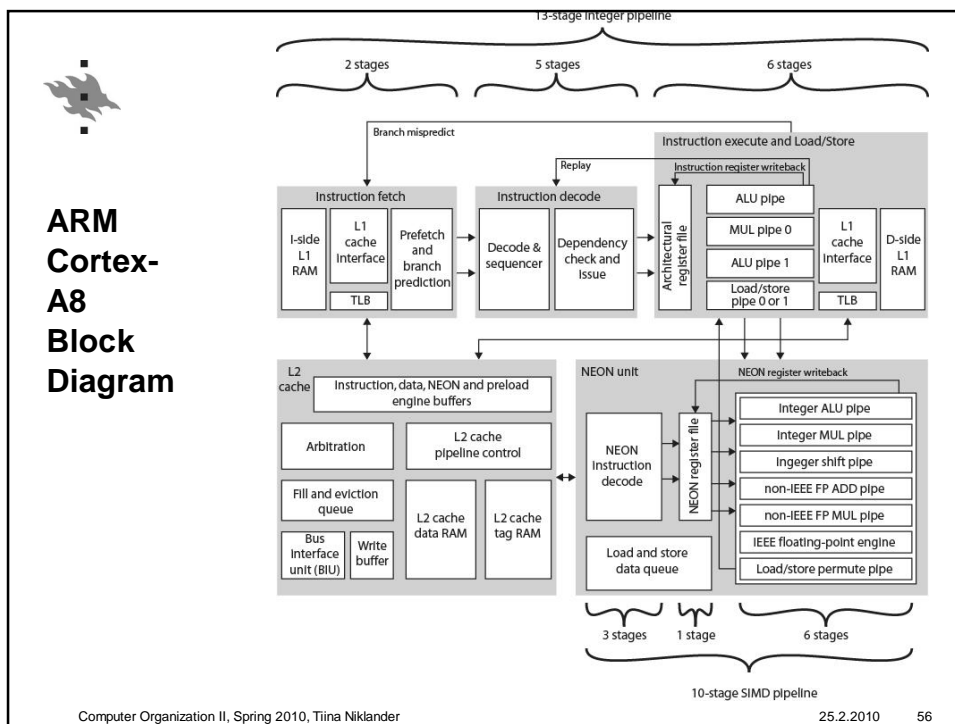 13-stage integer pipeline
2 stages
5 stages
6 stages
ARM
Cortex-
A8
Block
Diagram
Branch mispredict
Replay
Instruction execute and Load/Store
Instruction register writeback
Instruction fetch
I-side
L1
RAM
L1
cache
interface
TLB
Prefetch
and
branch
prediction
Instruction decode
Decode &
sequencer
Dependency
check and
issue
Architectural
register file
ALU pipe
MUL pipe 0
ALU pipe 1
Load/store
pipe 0 or 1
L1
cache
interface
TLB
D-side
L1
RAM
L2
cache
Instruction, data, NEON and preload
engine buffers
Arbitration
L2 cache
pipeline control
Fill and eviction
queue
Bus
interface
unit (BIU)
Write
buffer
L2 cache
data RAM
L2 cache
tag RAM
NEON unit
NEON register writeback
NEON
instruction
decode
NEON register file
Load and store
data queue
Integer ALU pipe
Integer MUL pipe
Ingeger shift pipe
non-IEEE FP ADD pipe
non-IEEE FP MUL pipe
IEEE floating-point engine
Load/store permute pipe
3 stages
1 stage
6 stages
10-stage SIMD pipeline
Computer Organization II, Spring 2010, Tiina Niklander
25.2.2010
56